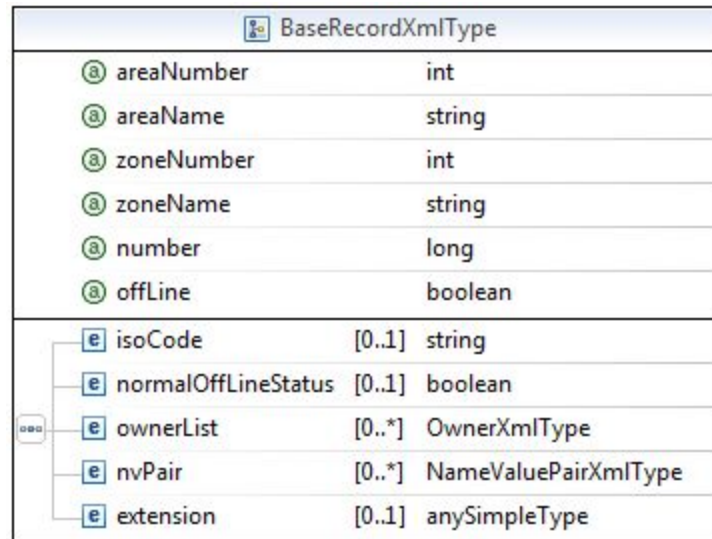 BaseRecordXmlType
a areaNumber int
a areaName string
a zoneNumber int
a zoneName string
a number long
a offLine boolean
e isoCode [0..1] string
e normalOffLineStatus [0..1] boolean
e ownerList [0..*] OwnerXmlType
e nvPair [0..*] NameValuePairXmlType
e extension [0..1] anySimpleType